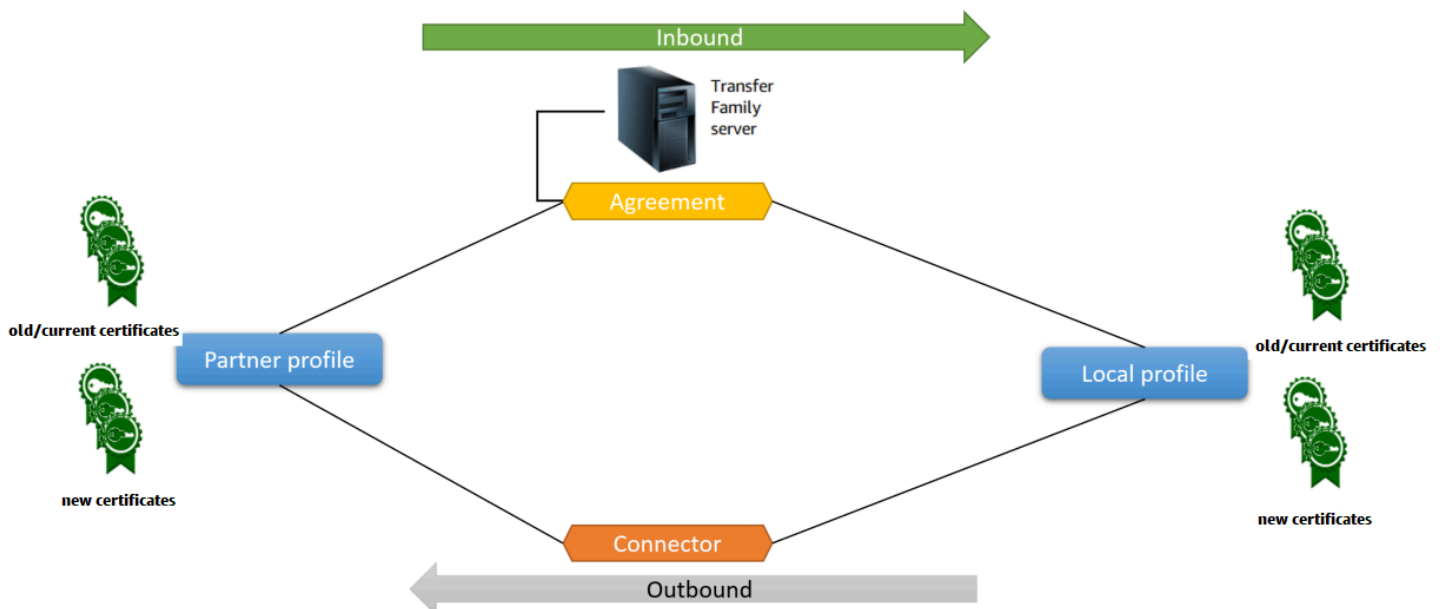 Inbound
Transfer
Family
server
Agreement
old/current certificates
Partner profile
new certificates
old/current certificates
Local profile
new certificates
Connector
Outbound